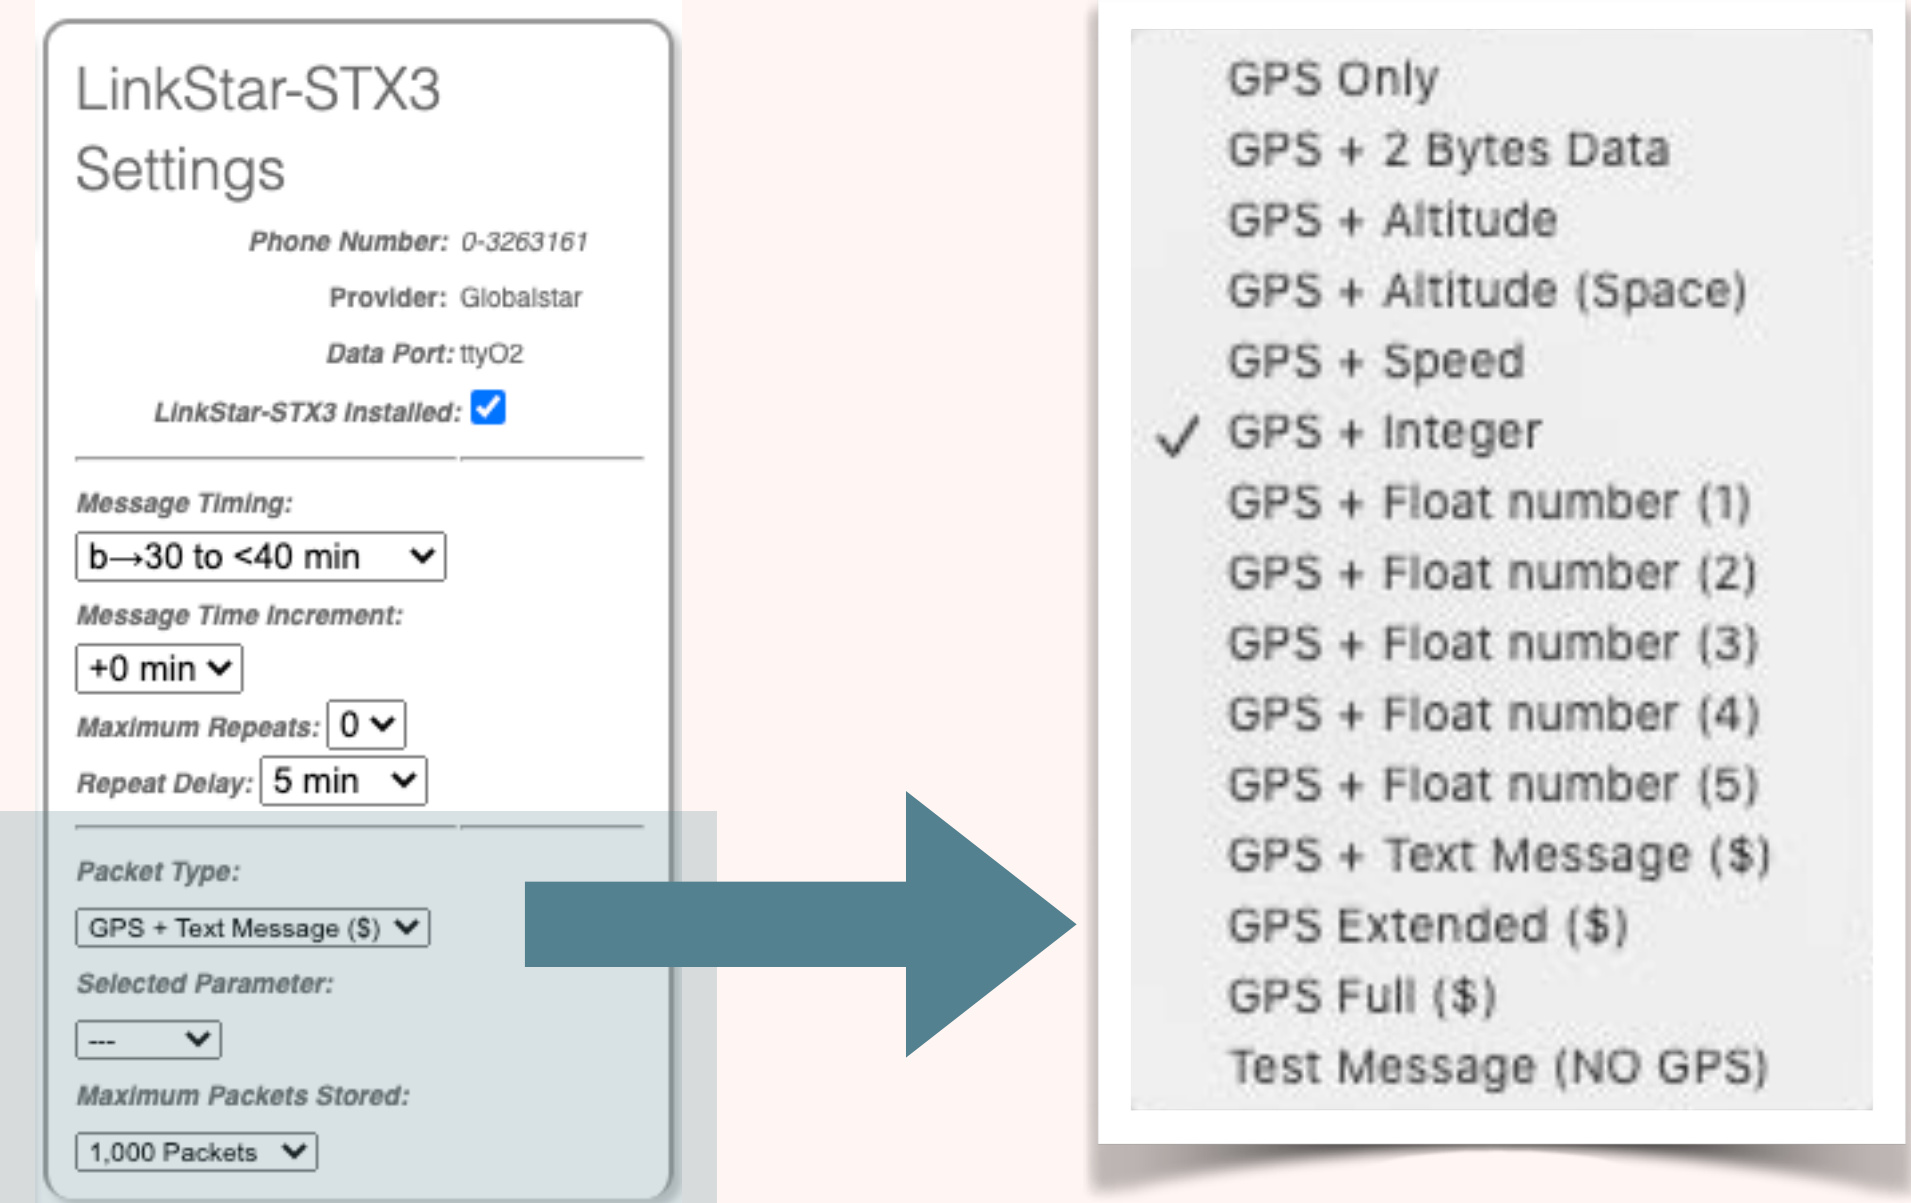 LinkStar-STX3
Settings
Phone Number: 0-3263161
Provider: Globalstar
Data Port: ttyO2
LinkStar-STX3 Installed:
Message Timing:
b→30 to <40 min
Message Time Increment:
+0 min
Maximum Repeats: 0
Repeat Delay: 5 min
Packet Type:
GPS + Text Message ($)
Selected Parameter:
---
Maximum Packets Stored:
1,000 Packets
GPS Only
GPS + 2 Bytes Data
GPS + Altitude
GPS + Altitude (Space)
GPS + Speed
✓ GPS + Integer
GPS + Float number (1)
GPS + Float number (2)
GPS + Float number (3)
GPS + Float number (4)
GPS + Float number (5)
GPS + Text Message ($)
GPS Extended ($)
GPS Full ($)
Test Message (NO GPS)